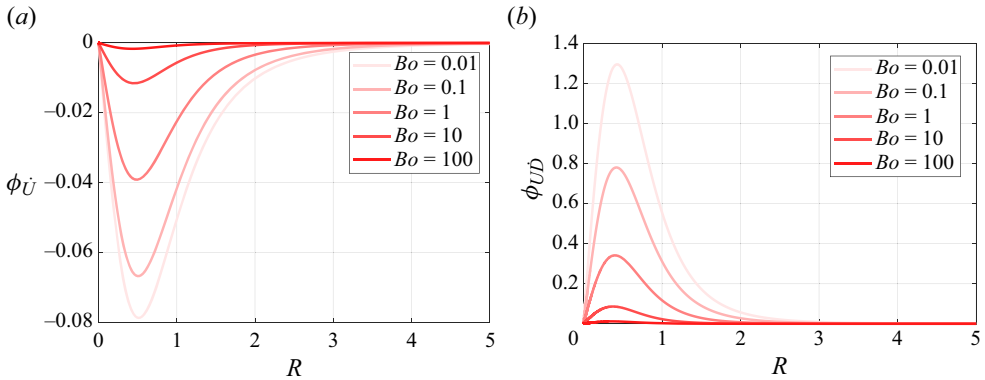 (a)
0
−0.02
−0.04
−0.06
−0.08
ϕU̇
0 1 2 3 4 5
R
Bo = 0.01
Bo = 0.1
Bo = 1
Bo = 10
Bo = 100
(b)
1.4
1.2
1.0
0.8
0.6
0.4
0.2
0
ϕUḊ
0 1 2 3 4 5
R
Bo = 0.01
Bo = 0.1
Bo = 1
Bo = 10
Bo = 100